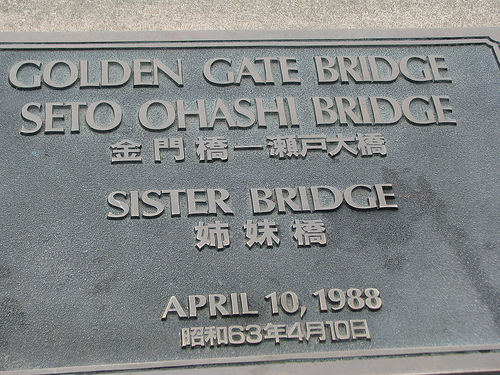 GOLDEN GATE BRIDGE
SETO OHASHI BRIDGE
金門橋—瀬戸大橋
SISTER BRIDGE
姉妹橋
APRIL 10, 1988
昭和63年4月10日